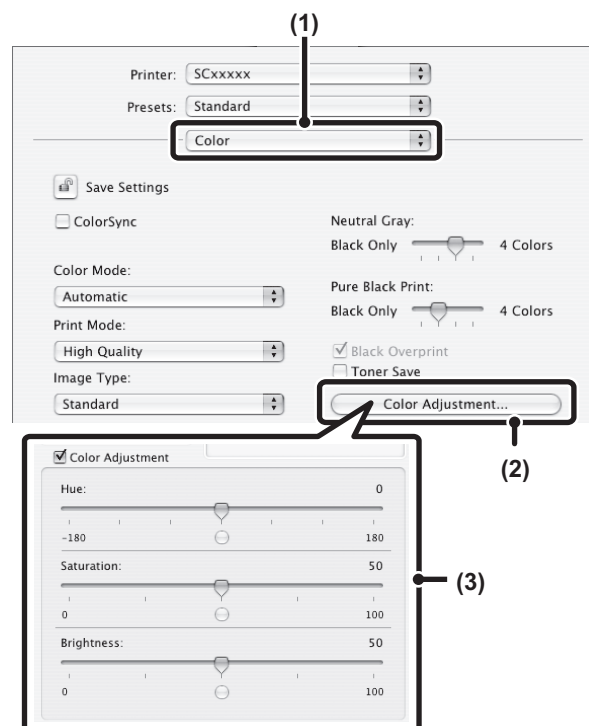 (1)
Printer: SCxxxxx
Presets: Standard
Color
Save Settings
ColorSync
Color Mode:
Automatic
Print Mode:
High Quality
Image Type:
Standard
Neutral Gray:
Black Only 4 Colors
Pure Black Print:
Black Only 4 Colors
Black Overprint
Toner Save
Color Adjustment...
(2)
Color Adjustment
Hue: 0
-180 180
Saturation: 50
0 100
Brightness: 50
0 100
(3)